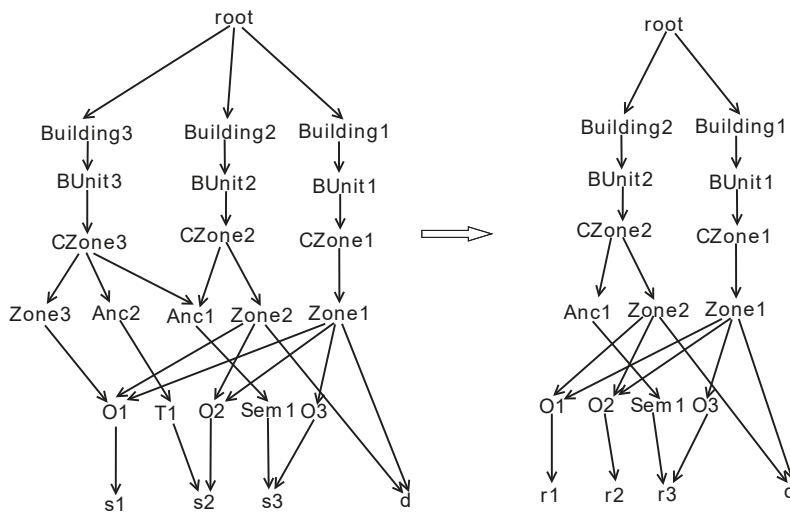 root
root
Building3 Building2 Building1
Building2 Building1
BUnit3 BUnit2 BUnit1
BUnit2 BUnit1
CZone3 CZone2 CZone1
CZone2 CZone1
Zone3 Anc2 Anc1 Zone2 Zone1
Anc1 Zone2 Zone1
O1 T1 O2 Sem1 O3
O1 O2 Sem1 O3
s1 s2 s3 d
r1 r2 r3